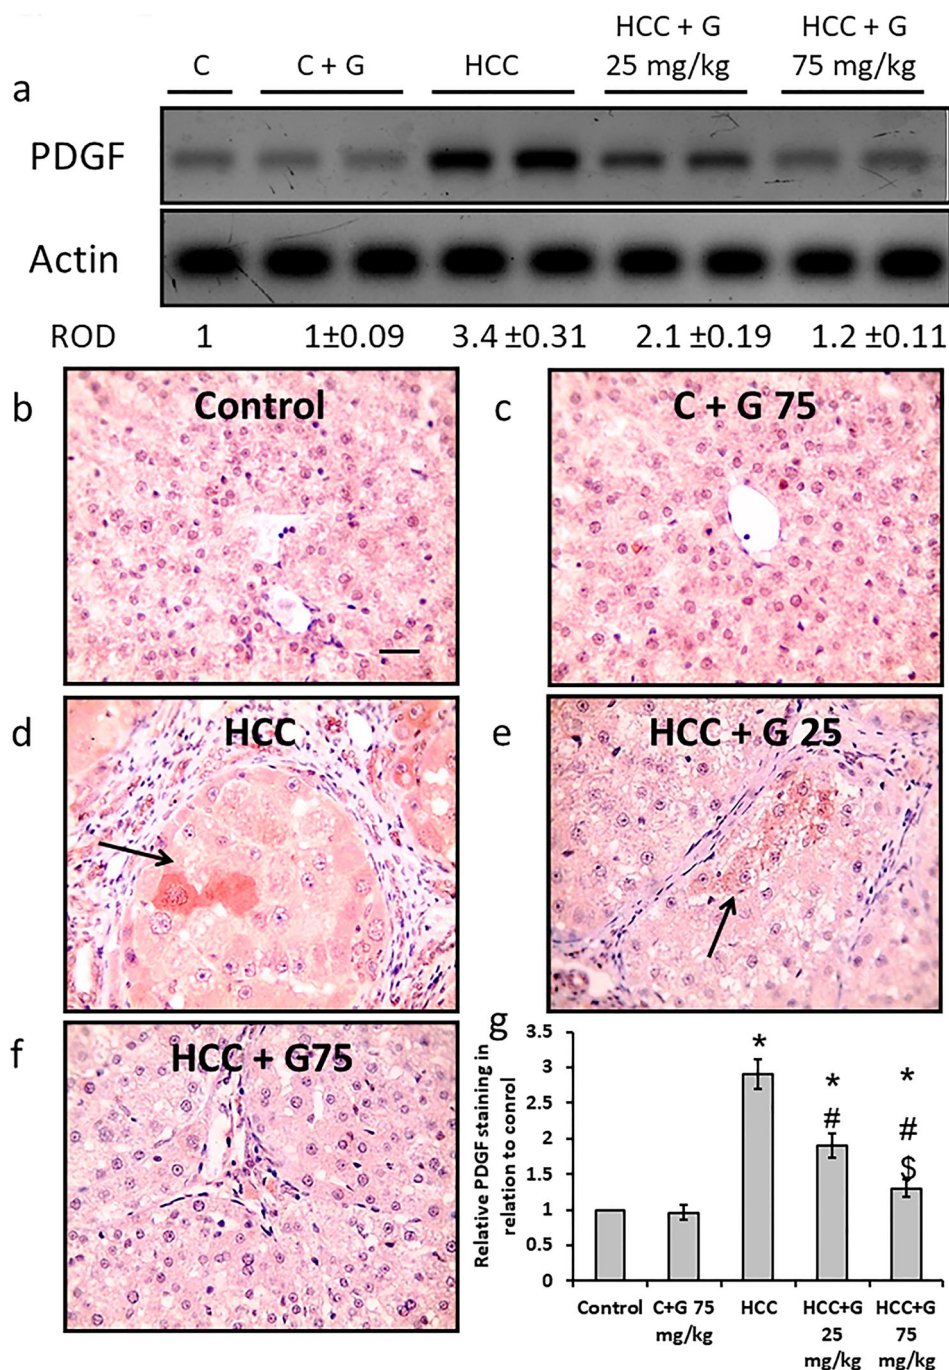 C
C + G
HCC
HCC + G
25 mg/kg
HCC + G
75 mg/kg
a
PDGF
Actin
ROD 1 1±0.09 3.4 ±0.31 2.1 ±0.19 1.2 ±0.11
b
Control
c
C + G 75
d
HCC
e
HCC + G 25
f
HCC + G75
g
Relative PDGF staining in
relation to conrol
3.5
3
2.5
2
1.5
1
0.5
0
*
*
#
*
#
$
Control
C+G 75
mg/kg
HCC
HCC+G
25
mg/kg
HCC+G
75
mg/kg